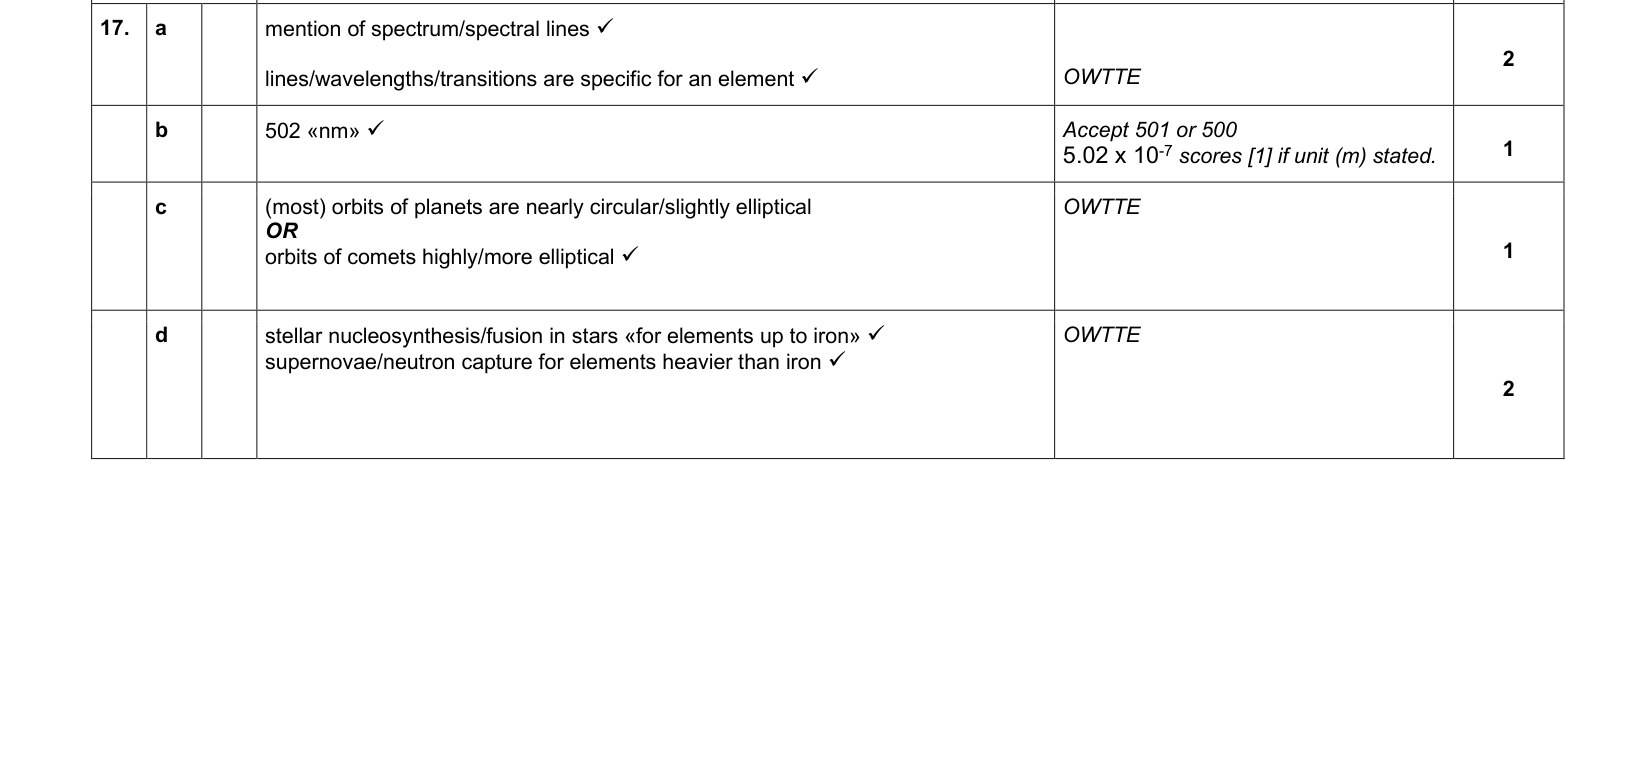 17. a mention of spectrum/spectral lines ✓
lines/wavelengths/transitions are specific for an element ✓ OWTTE 2
b 502 «nm» ✓ Accept 501 or 500
5.02 x 10⁻⁷ scores [1] if unit (m) stated. 1
c (most) orbits of planets are nearly circular/slightly elliptical OWTTE
OR
orbits of comets highly/more elliptical ✓ 1
d stellar nucleosynthesis/fusion in stars «for elements up to iron» ✓ OWTTE
supernovae/neutron capture for elements heavier than iron ✓ 2